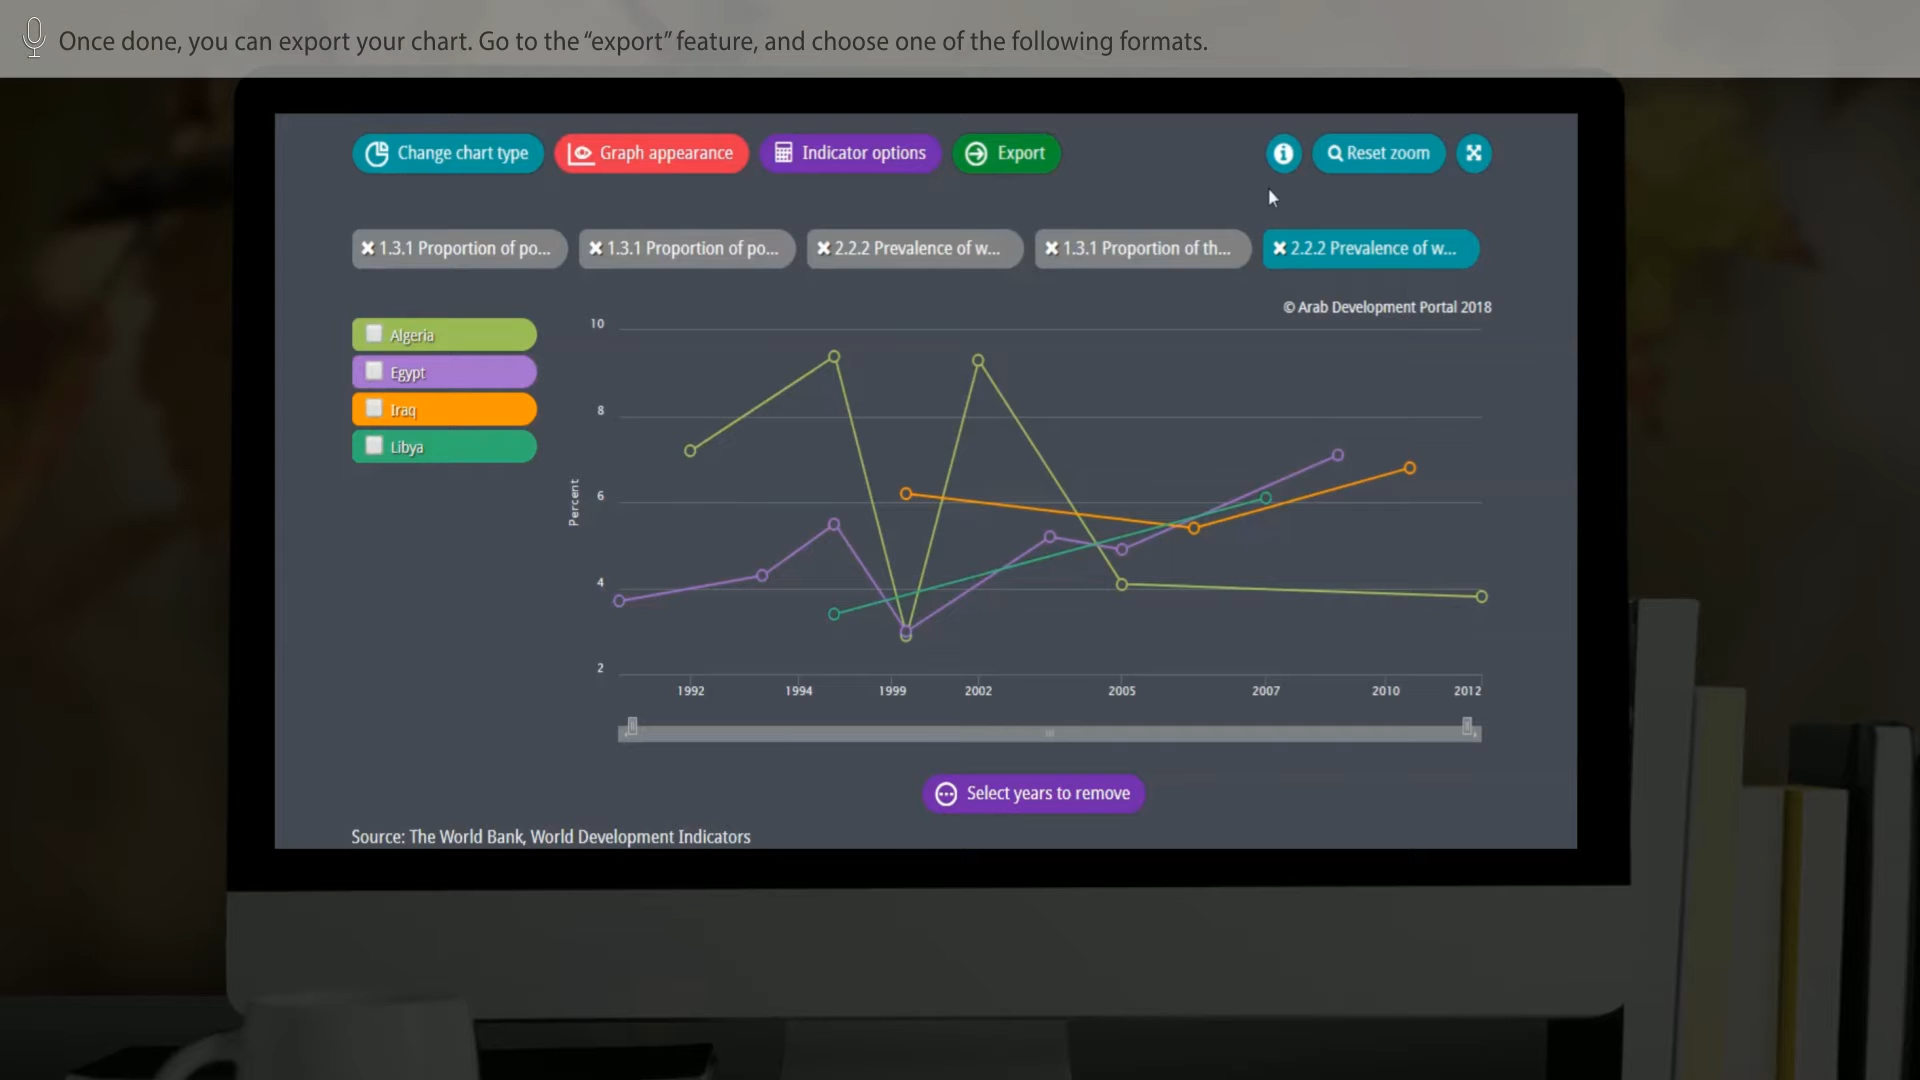 Once done, you can export your chart. Go to the “export” feature, and choose one of the following formats.
Change chart type
Graph appearance
Indicator options
Export
Reset zoom
1.3.1 Proportion of po...
1.3.1 Proportion of po...
2.2.2 Prevalence of w...
1.3.1 Proportion of th...
2.2.2 Prevalence of w...
© Arab Development Portal 2018
Algeria
Egypt
Iraq
Libya
Percent
10
8
6
4
2
1992 1994 1999 2002 2005 2007 2010 2012
Select years to remove
Source: The World Bank, World Development Indicators